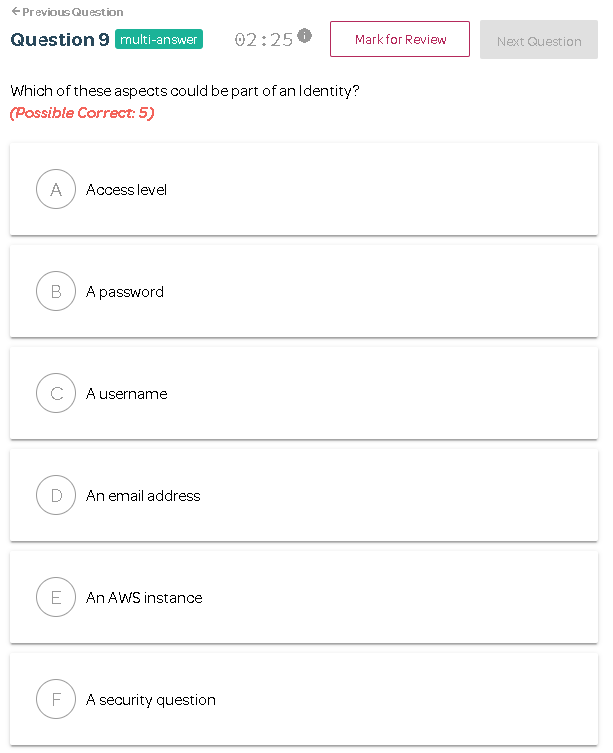 ← Previous Question
Question 9 multi-answer 02:25 i Mark for Review Next Question
Which of these aspects could be part of an Identity?
(Possible Correct: 5)
A Access level
B A password
C A username
D An email address
E An AWS instance
F A security question